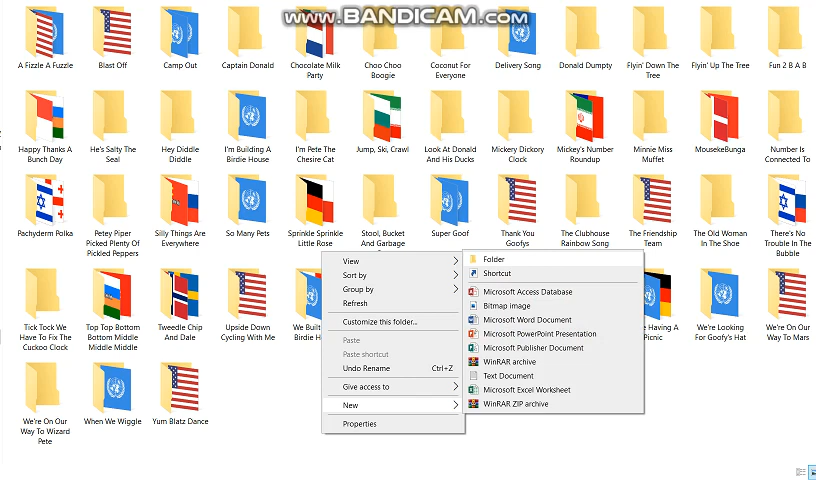 www.BANDICAM.com
A Fizzle A Fuzzle
Blast Off
Camp Out
Captain Donald
Chocolate Milk
Party
Choo Choo
Boogie
Coconut For
Everyone
Delivery Song
Donald Dumpty
Flyin' Down The
Tree
Flyin' Up The Tree
Fun 2 B A B
Happy Thanks A
Bunch Day
He's Salty The
Seal
Hey Diddle
Diddle
I'm Building A
Birdie House
I'm Pete The
Chesire Cat
Jump, Ski, Crawl
Look At Donald
And His Ducks
Mickery Dickory
Clock
Mickey's Number
Roundup
Minnie Miss
Muffet
MousekeBunga
Number Is
Connected To
Pachyderm Polka
Petey Piper
Picked Plenty Of
Pickled Peppers
Silly Things Are
Everywhere
So Many Pets
Sprinkle Sprinkle
Little Rose
Stool, Bucket
And Garbage
Super Goof
Thank You
Goofys
The Clubhouse
Rainbow Song
The Friendship
Team
The Old Woman
In The Shoe
There's No
Trouble In The
Bubble
Tick Tock We
Have To Fix The
Cuckoo Clock
Top Top Bottom
Bottom Middle
Middle Middle
Tweedle Chip
And Dale
Upside Down
Cycling With Me
We Built
Birdie H
re Having A
Picnic
We're Looking
For Goofy's Hat
We're On Our
Way To Mars
We're On Our
Way To Wizard
Pete
When We Wiggle
Yum Blatz Dance
View
Sort by
Group by
Refresh
Customize this folder...
Paste
Paste shortcut
Undo Rename Ctrl+Z
Give access to
New
Properties
Folder
Shortcut
Microsoft Access Database
Bitmap image
Microsoft Word Document
Microsoft PowerPoint Presentation
Microsoft Publisher Document
WinRAR archive
Text Document
Microsoft Excel Worksheet
WinRAR ZIP archive